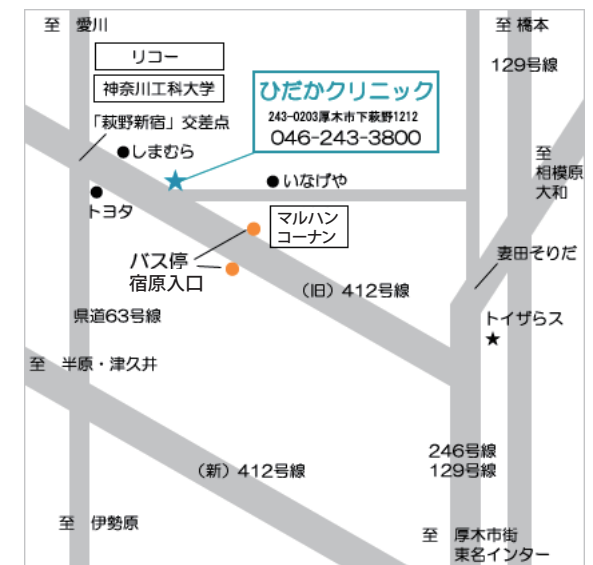 至 愛川
至 橋本
リコー
129号線
神奈川工科大学
ひだかクリニック
243-0203厚木市下萩野1212
046-243-3800
「萩野新宿」交差点
しまむら
至
相模原
大和
いなげや
トヨタ
マルハン
コーナン
バス停
宿原入口
妻田そりだ
(旧)412号線
県道63号線
トイザらス
至 半原・津久井
246号線
129号線
(新)412号線
至 伊勢原
至 厚木市街
東名インター